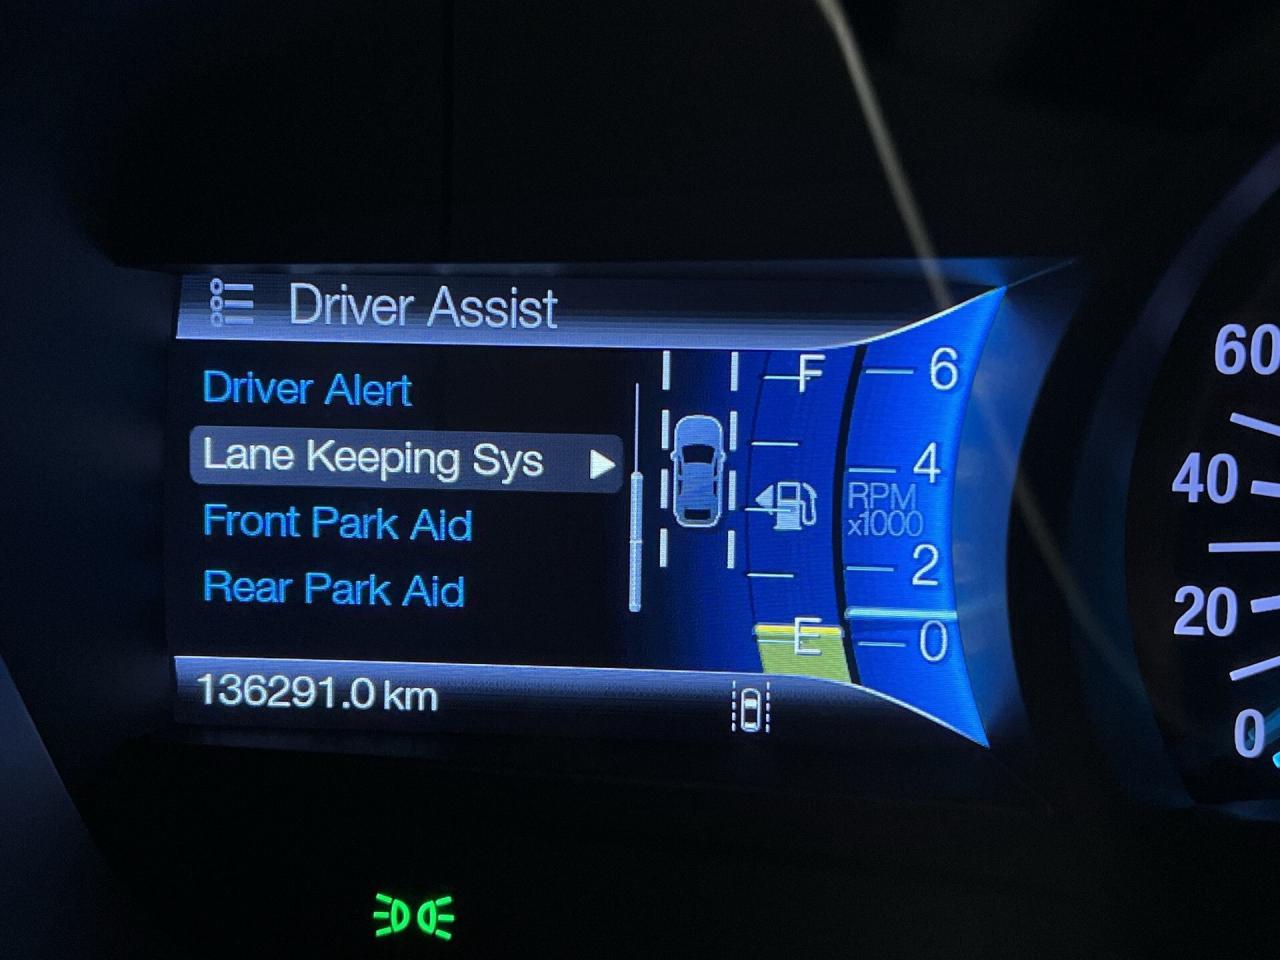 Driver Assist
Driver Alert
Lane Keeping Sys
Front Park Aid
Rear Park Aid
136291.0 km
F
E
6
4
RPM
x1000
2
0
60
40
20
0